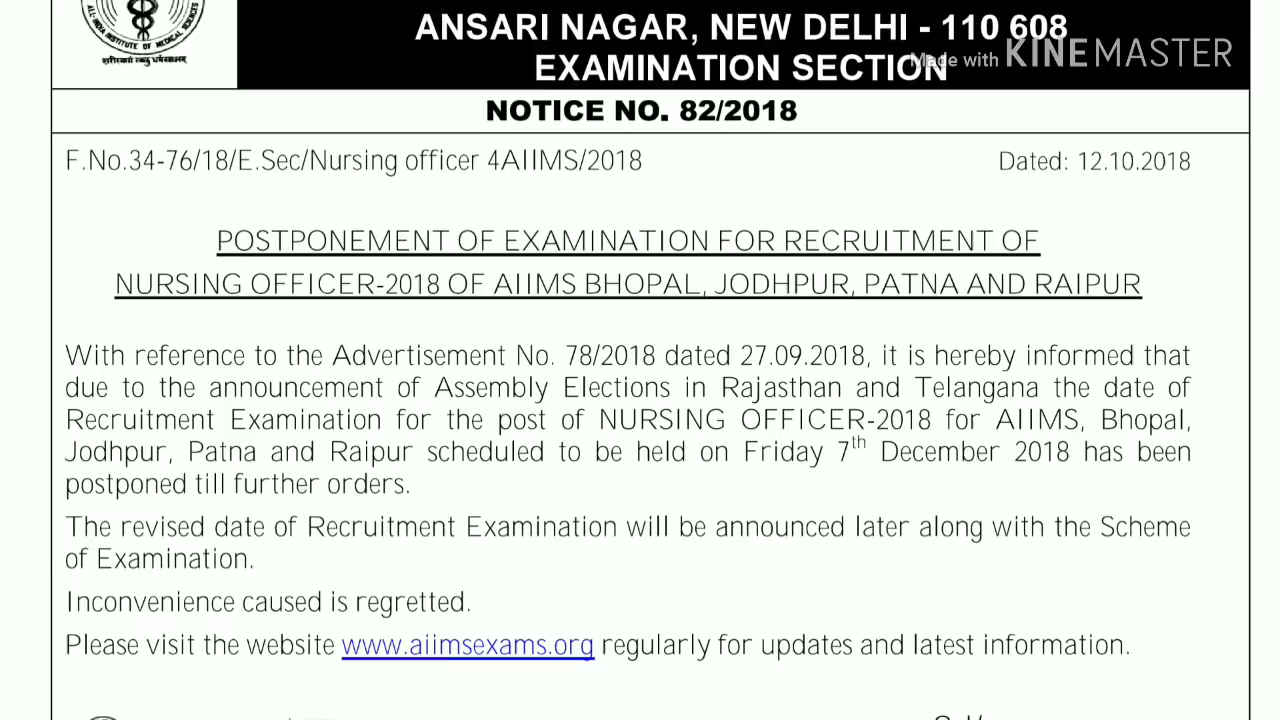 ALL-INDIA INSTITUTE OF MEDICAL SCIENCES
ANSARI NAGAR, NEW DELHI - 110 608
Made with KINEMASTER
EXAMINATION SECTION
NOTICE NO. 82/2018
F.No.34-76/18/E.Sec/Nursing officer 4AIIMS/2018 Dated: 12.10.2018
POSTPONEMENT OF EXAMINATION FOR RECRUITMENT OF
NURSING OFFICER-2018 OF AIIMS BHOPAL, JODHPUR, PATNA AND RAIPUR
With reference to the Advertisement No. 78/2018 dated 27.09.2018, it is hereby informed that
due to the announcement of Assembly Elections in Rajasthan and Telangana the date of
Recruitment Examination for the post of NURSING OFFICER-2018 for AIIMS, Bhopal,
Jodhpur, Patna and Raipur scheduled to be held on Friday 7th December 2018 has been
postponed till further orders.
The revised date of Recruitment Examination will be announced later along with the Scheme
of Examination.
Inconvenience caused is regretted.
Please visit the website www.aiimsexams.org regularly for updates and latest information.